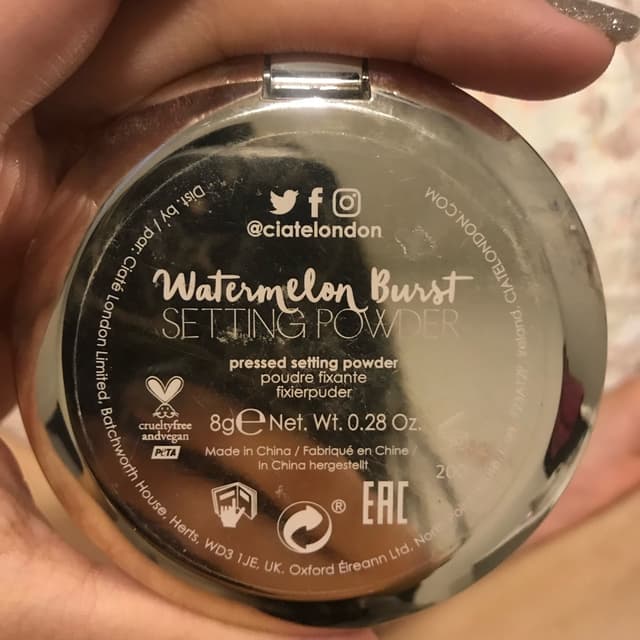 @ciatelondon
Watermelon Burst
SETTING POWDER
pressed setting powder
poudre fixante
fixierpuder
crueltyfree
andvegan
PETA
8g℮ Net. Wt. 0.28 Oz.
Made in China / Fabriqué en Chine /
in China hergestellt
®
EAC
Dist. by / par: Ciaté London Limited, Batchworth House, Herts, WD3 1JE, UK. Oxford Éireann Ltd.
CIATELONDON.COM